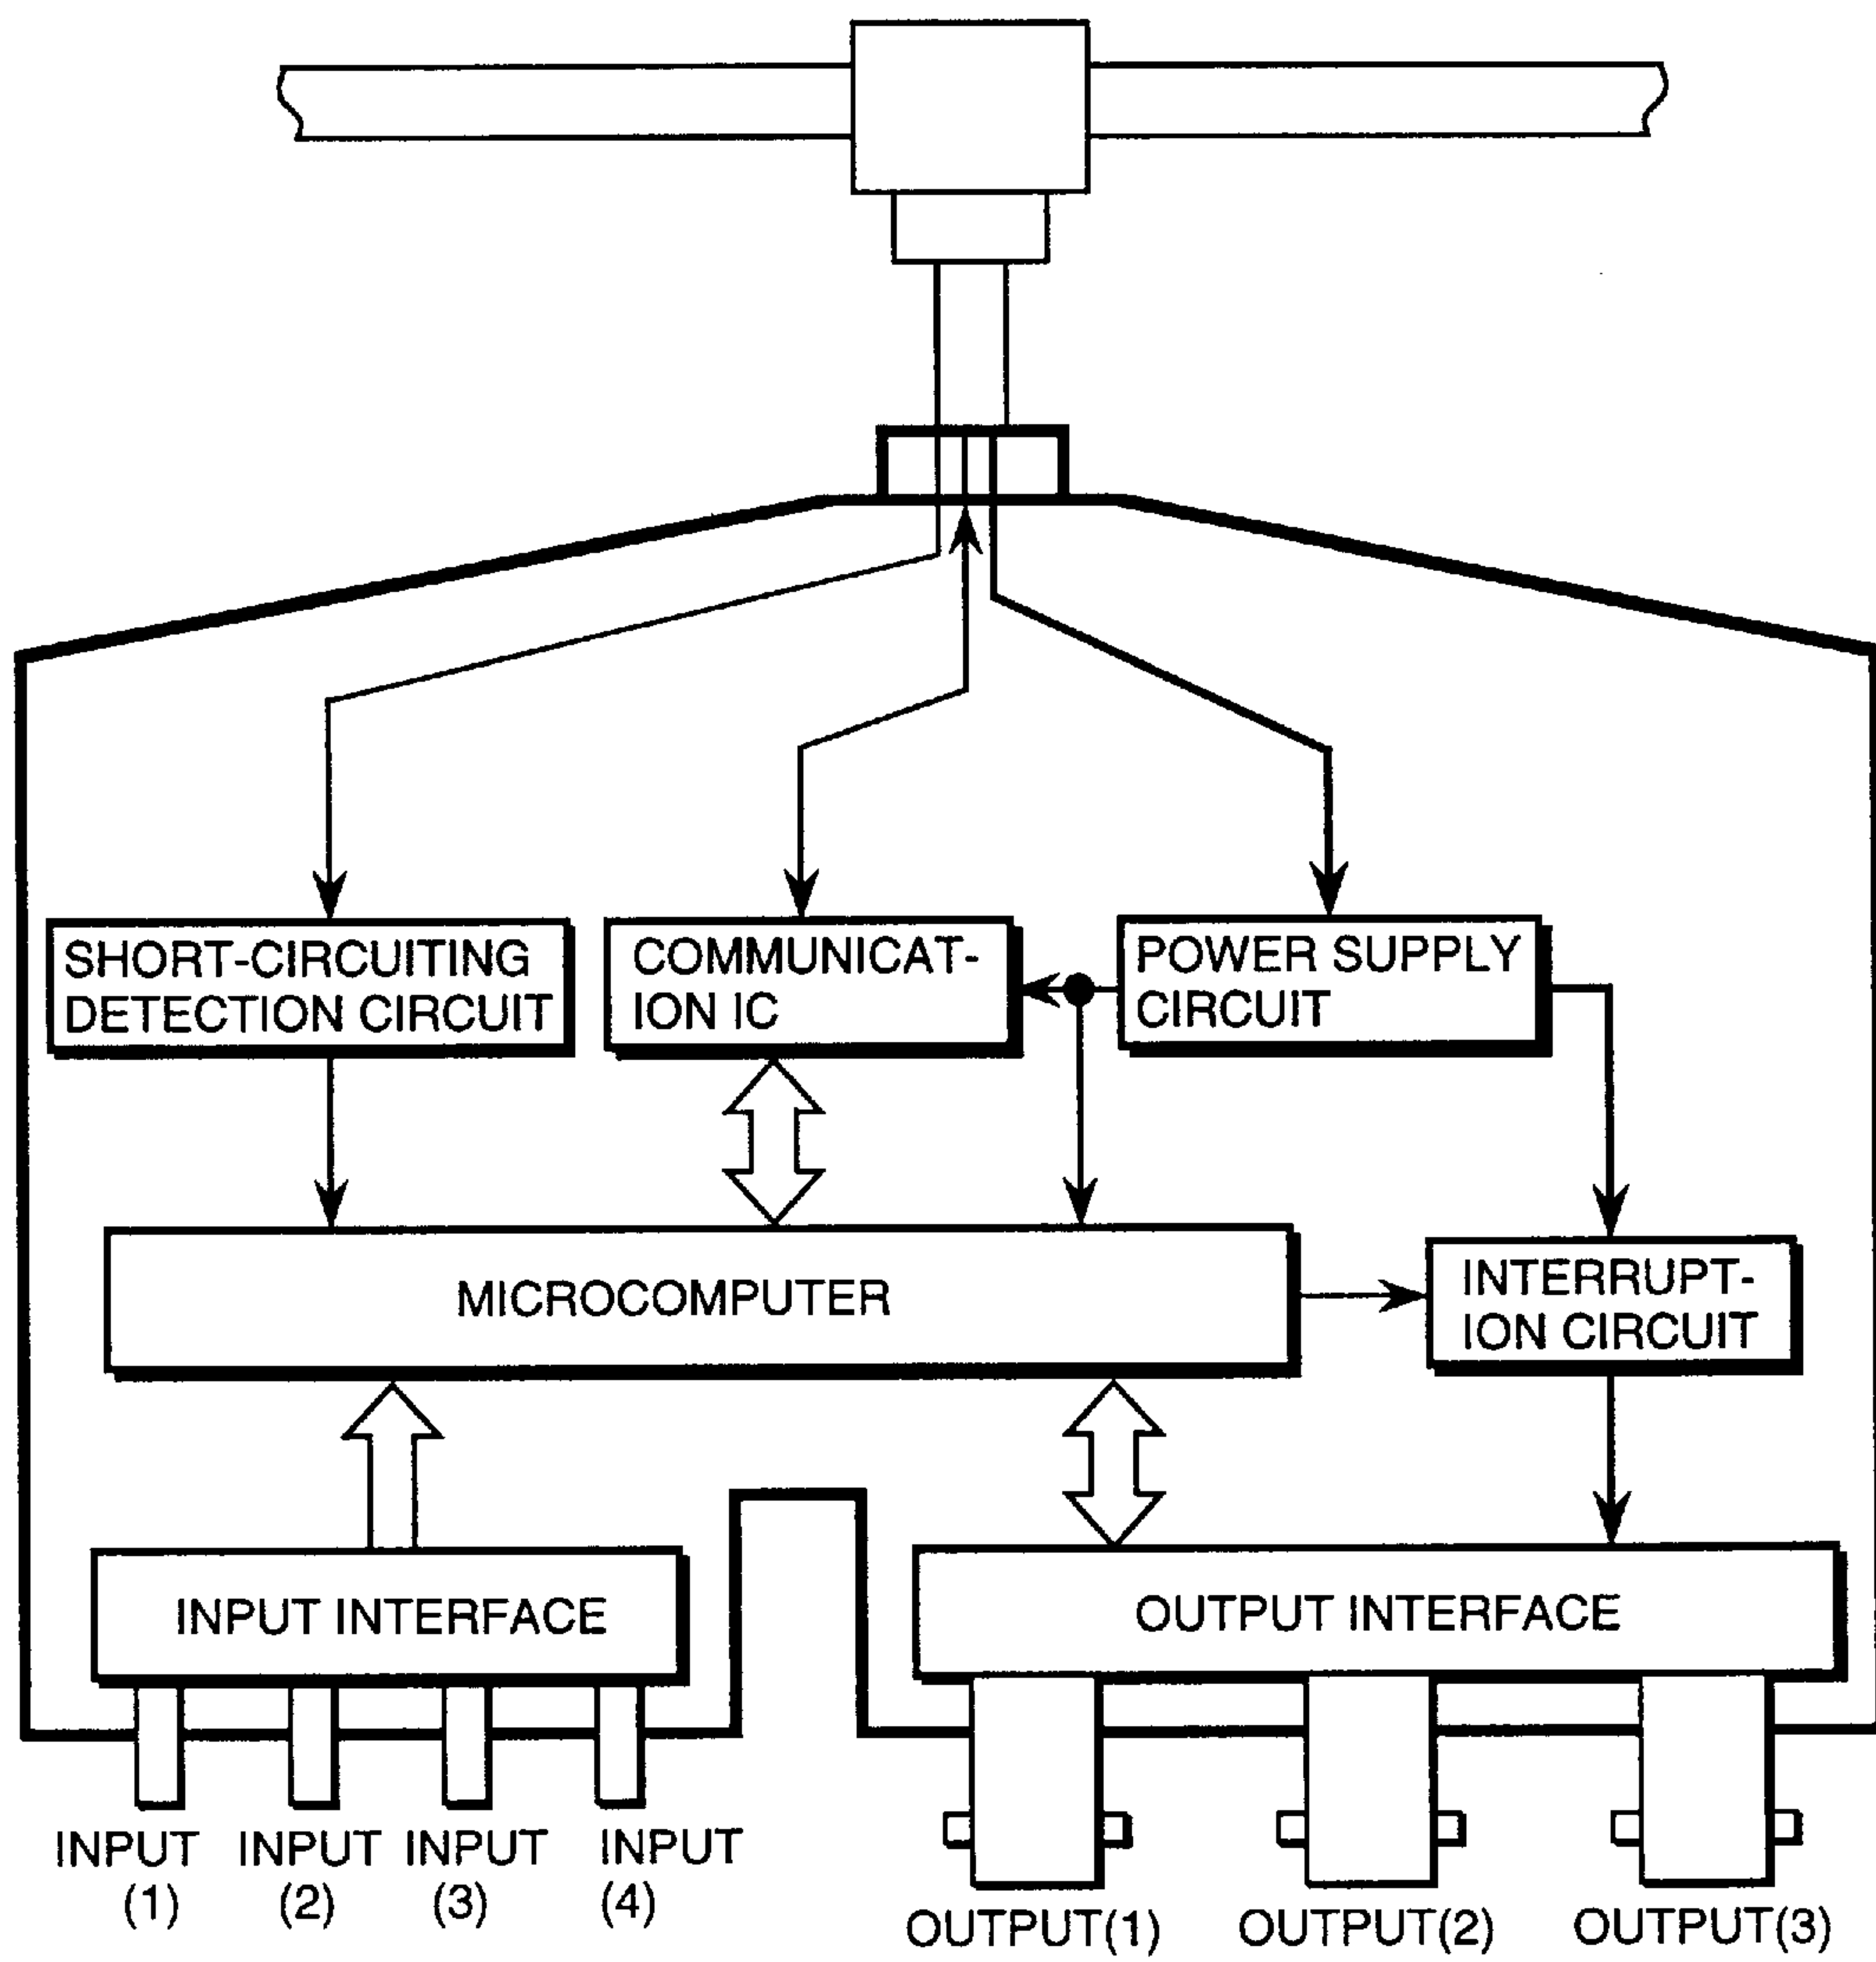 SHORT-CIRCUITING
DETECTION CIRCUIT
COMMUNICAT-
ION IC
POWER SUPPLY
CIRCUIT
MICROCOMPUTER
INTERRUPT-
ION CIRCUIT
INPUT INTERFACE
OUTPUT INTERFACE
INPUT
(1)
INPUT
(2)
INPUT
(3)
INPUT
(4)
OUTPUT(1)
OUTPUT(2)
OUTPUT(3)